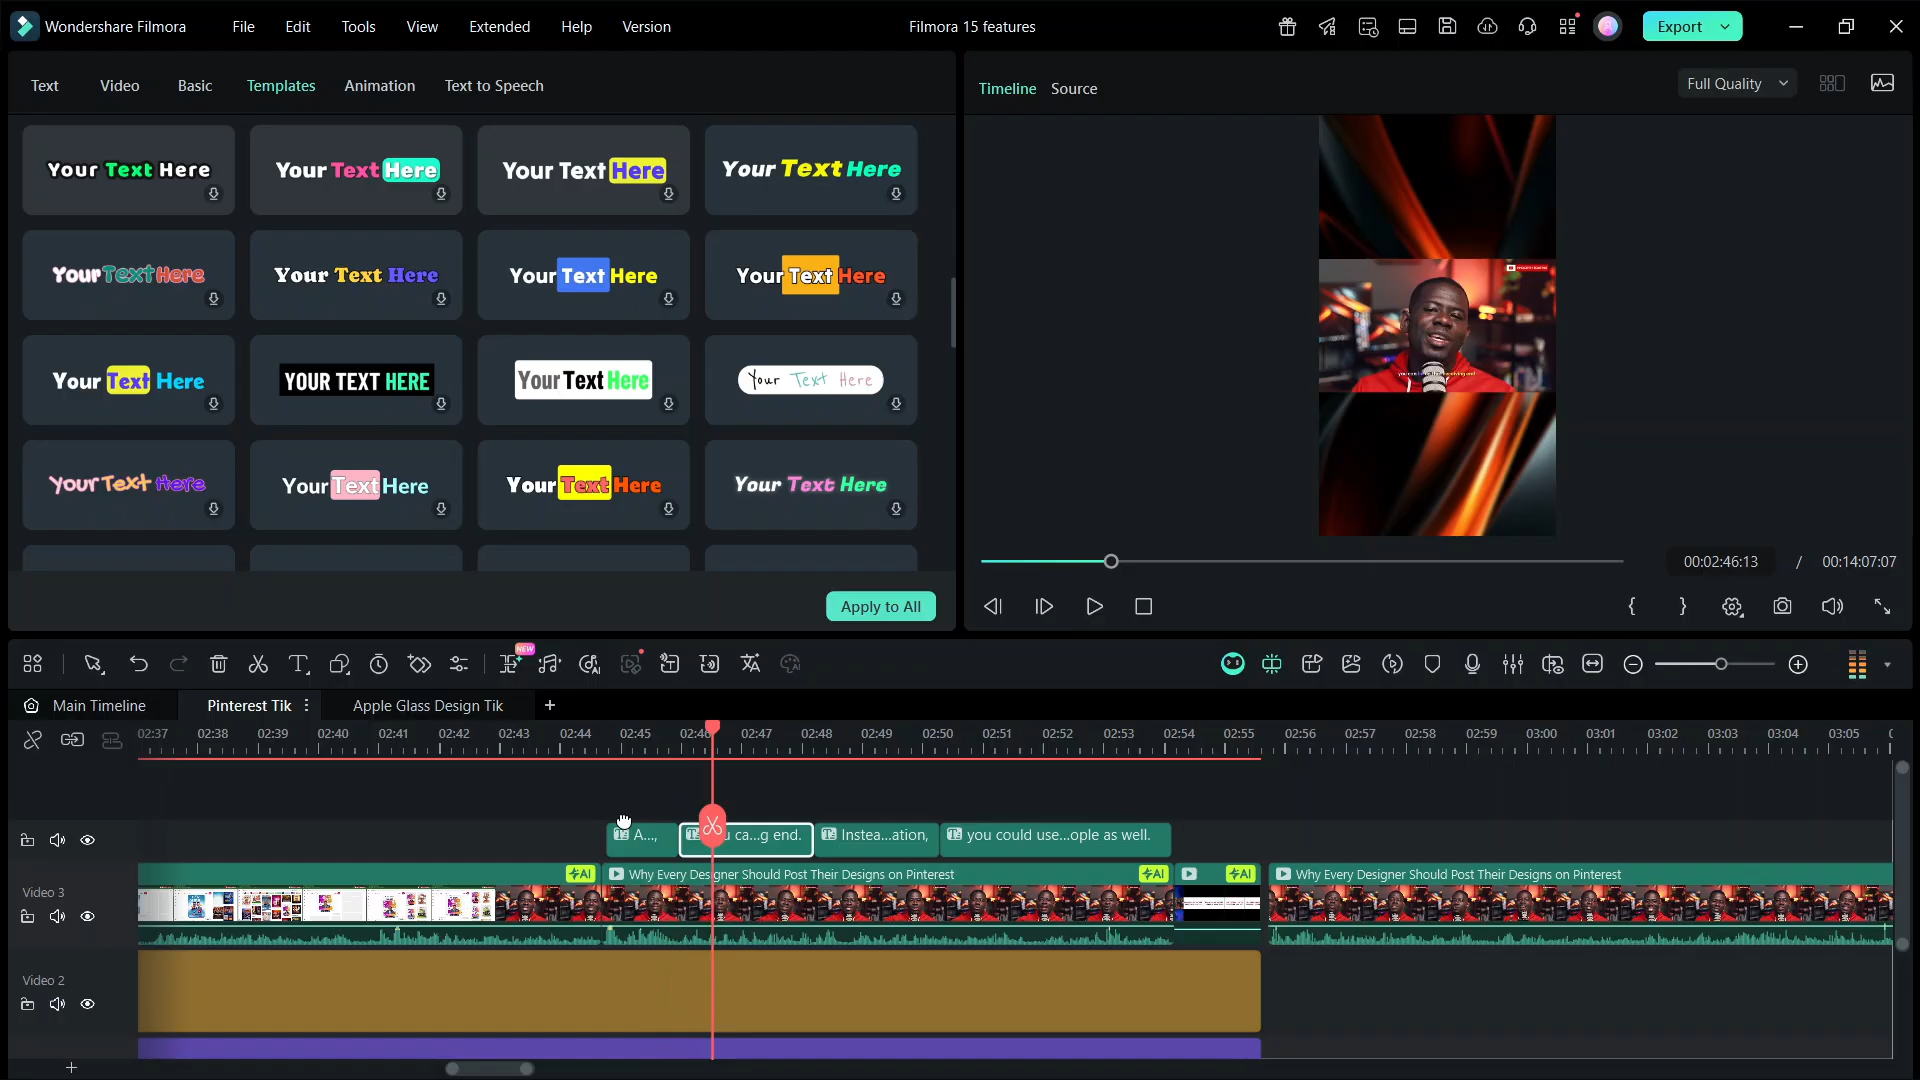 Wondershare Filmora
File
Edit
Tools
View
Extended
Help
Version
Filmora 15 features
Export
Text
Video
Basic
Templates
Animation
Text to Speech
Timeline
Source
Full Quality
Your Text Here
Your Text Here
Your Text Here
Your Text Here
Your Text Here
Your Text Here
Your Text Here
Your Text Here
Your Text Here
YOUR TEXT HERE
Your Text Here
Your Text Here
Your Text Here
Your Text Here
Your Text Here
Your Text Here
Apply to All
00:02:46:13 / 00:14:07:07
NEW
Main Timeline
Pinterest Tik
Apple Glass Design Tik
02:37 02:38 02:39 02:40 02:41 02:42 02:43 02:44 02:45 02:46 02:47 02:48 02:49 02:50 02:51 02:52 02:53 02:54 02:55 02:56 02:57 02:58 02:59 03:00 03:01 03:02 03:03 03:04 03:05
A...,
ca...g end.
Instea...ation,
you could use...ople as well.
AI
Why Every Designer Should Post Their Designs on Pinterest
AI
AI
Why Every Designer Should Post Their Designs on Pinterest
Video 3
Video 2